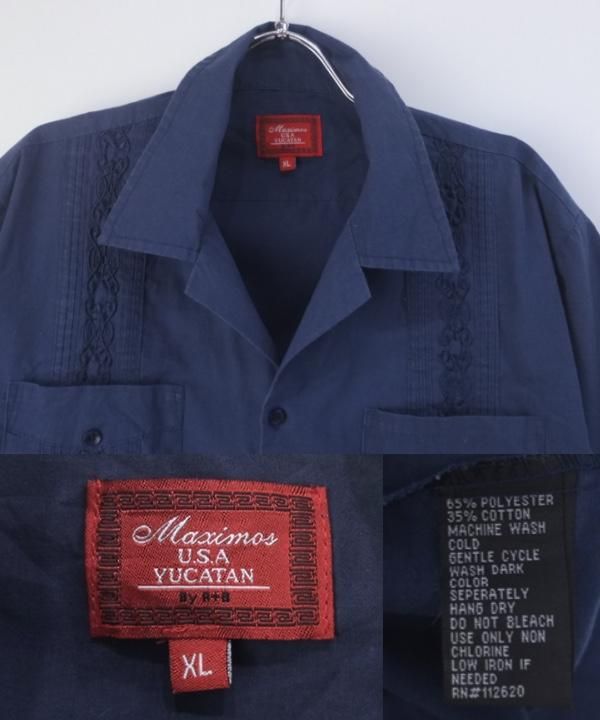 Maximos
U.S.A
YUCATAN
XL
Maximos
U.S.A
YUCATAN
By A+B
XL
65% POLYESTER
35% COTTON
MACHINE WASH
COLD
GENTLE CYCLE
WASH DARK
COLOR
SEPERATELY
HANG DRY
DO NOT BLEACH
USE ONLY NON
CHLORINE
LOW IRON IF
NEEDED
RN#112620